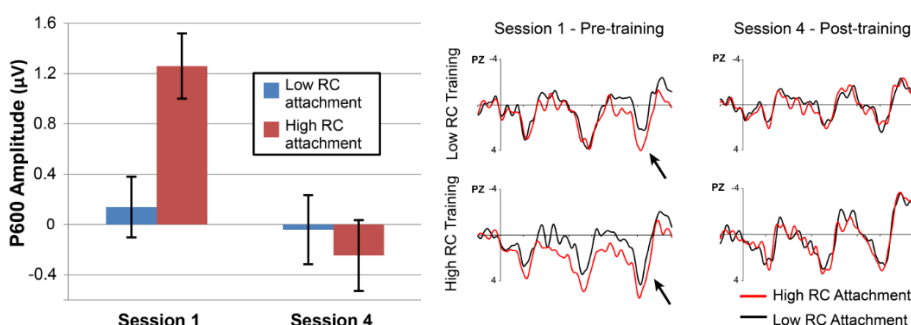 P600 Amplitude (µV)
1.6
1.2
0.8
0.4
0
-0.4
Low RC
attachment
High RC
attachment
Session 1
Session 4
Session 1 - Pre-training
Session 4 - Post-training
Low RC Training
PZ -4
4
PZ -4
4
High RC Training
PZ -4
4
PZ -4
4
High RC Attachment
Low RC Attachment